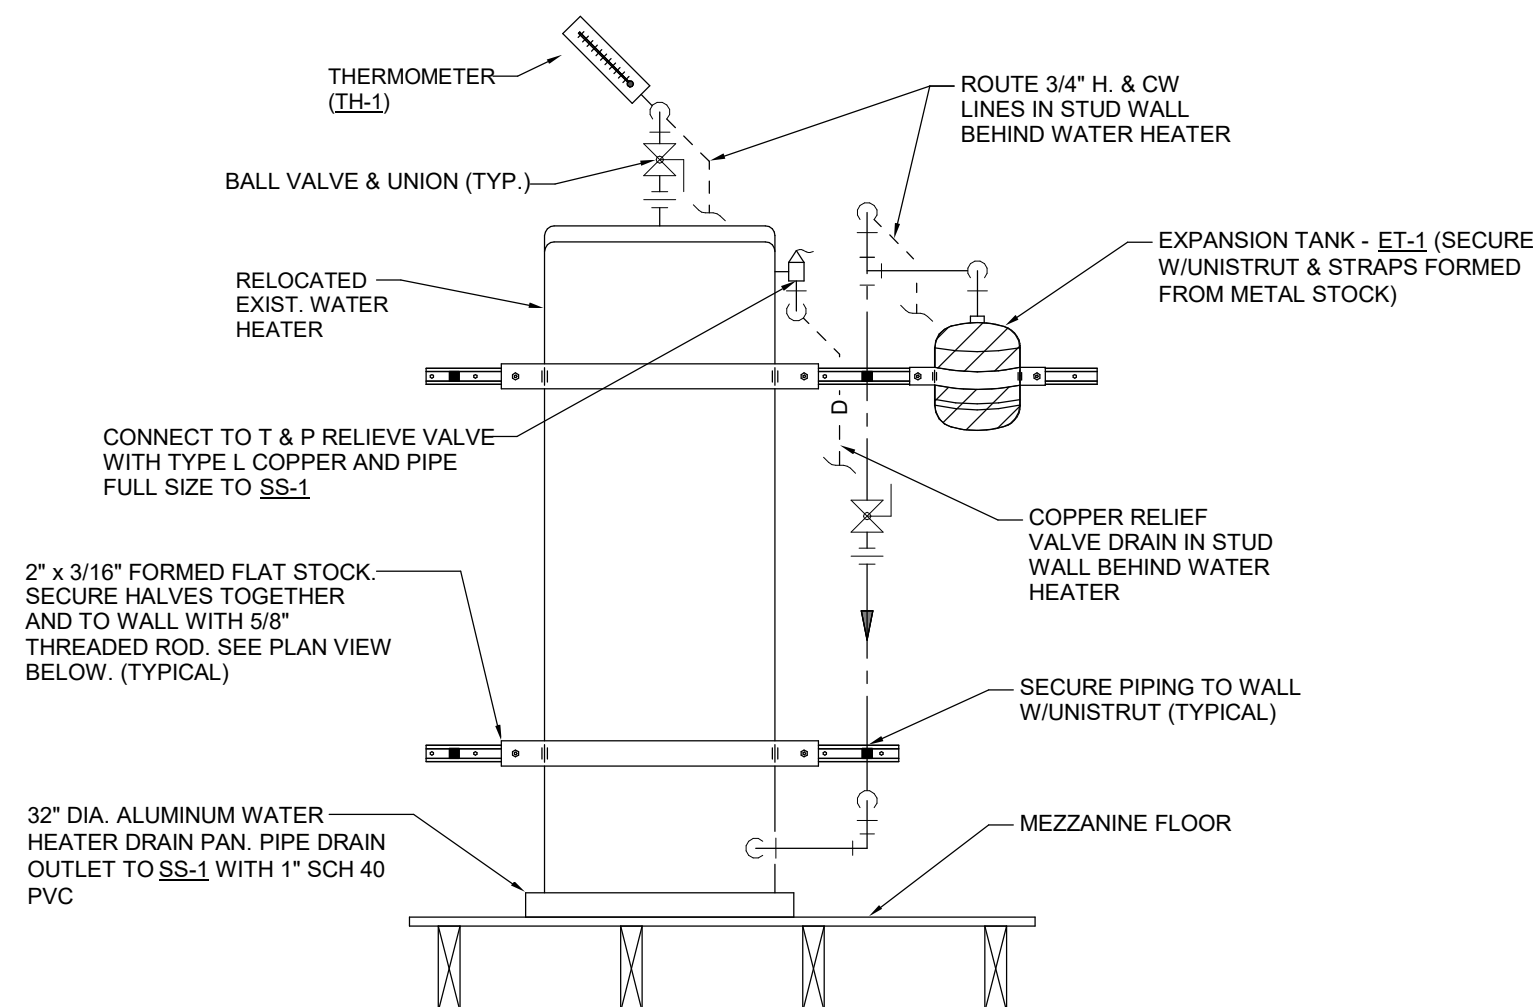 THERMOMETER
(TH-1)
ROUTE 3/4" H. & CW
LINES IN STUD WALL
BEHIND WATER HEATER
BALL VALVE & UNION (TYP.)
EXPANSION TANK - ET-1 (SECURE
W/UNISTRUT & STRAPS FORMED
FROM METAL STOCK)
RELOCATED
EXIST. WATER
HEATER
D
CONNECT TO T & P RELIEVE VALVE
WITH TYPE L COPPER AND PIPE
FULL SIZE TO SS-1
COPPER RELIEF
VALVE DRAIN IN STUD
WALL BEHIND WATER
HEATER
2" x 3/16" FORMED FLAT STOCK.
SECURE HALVES TOGETHER
AND TO WALL WITH 5/8"
THREADED ROD. SEE PLAN VIEW
BELOW. (TYPICAL)
SECURE PIPING TO WALL
W/UNISTRUT (TYPICAL)
32" DIA. ALUMINUM WATER
HEATER DRAIN PAN. PIPE DRAIN
OUTLET TO SS-1 WITH 1" SCH 40
PVC
MEZZANINE FLOOR